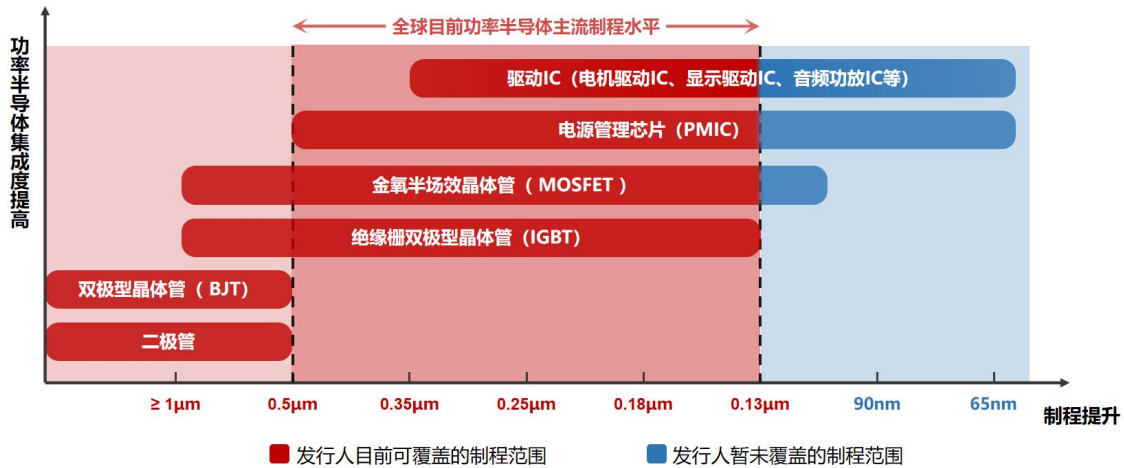 全球目前功率半导体主流制程水平
功率半导体集成度提高
驱动IC（电机驱动IC、显示驱动IC、音频功放IC等）
电源管理芯片（PMIC）
金氧半场效晶体管（ MOSFET ）
绝缘栅双极型晶体管（IGBT）
双极型晶体管（ BJT）
二极管
≥ 1μm 0.5μm 0.35μm 0.25μm 0.18μm 0.13μm 90nm 65nm
制程提升
发行人目前可覆盖的制程范围 发行人暂未覆盖的制程范围